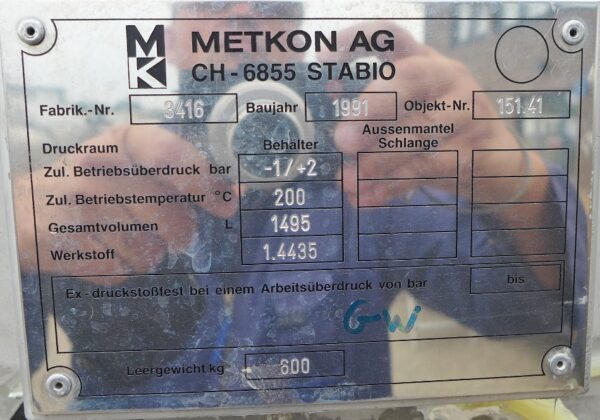 MK METKON AG
CH-6855 STABIO
Fabrik.-Nr. 3416 Baujahr 1991 Objekt-Nr. 151.41
Druckraum Behälter Aussenmantel Schlange
Zul. Betriebsüberdruck bar -1/+2
Zul. Betriebstemperatur °C 200
Gesamtvolumen L 1495
Werkstoff 1.4435
Ex-druckstoßfest bei einem Arbeitsüberdruck von bar bis
G-Wi
Leergewicht kg 600